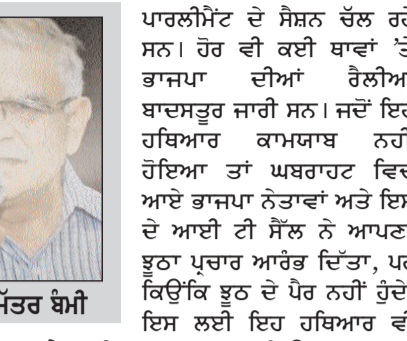 ਪਾਰਲੀਮੈਂਟ ਦੇ ਸੈਸ਼ਨ ਚੱਲ ਰਹੇ
ਸਨ। ਹੋਰ ਵੀ ਕਈ ਥਾਵਾਂ ’ਤੇ
ਭਾਜਪਾ ਦੀਆਂ ਰੈਲੀਆਂ
ਬਾਦਸਤੂਰ ਜਾਰੀ ਸਨ। ਜਦੋਂ ਇਹ
ਹਥਿਆਰ ਕਾਮਯਾਬ ਨਹੀਂ
ਹੋਇਆ ਤਾਂ ਘਬਰਾਹਟ ਵਿਚ
ਆਏ ਭਾਜਪਾ ਨੇਤਾਵਾਂ ਅਤੇ ਇਸ
ਦੇ ਆਈ ਟੀ ਸੈੱਲ ਨੇ ਆਪਣਾ
ਝੂਠਾ ਪ੍ਰਚਾਰ ਆਰੰਭ ਦਿੱਤਾ, ਪਰ
ਕਿਉਂਕਿ ਝੂਠ ਦੇ ਪੈਰ ਨਹੀਂ ਹੁੰਦੇ,
ਇਸ ਲਈ ਇਹ ਹਥਿਆਰ ਵੀ
ਬੰਮੀ